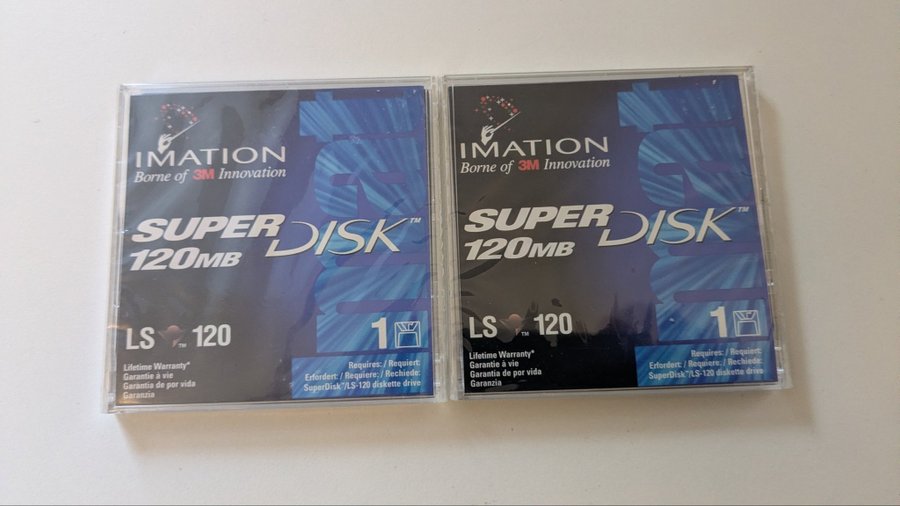 IMATION
Borne of 3M Innovation
SUPER DISK™
120MB
LS ™ 120
1
Lifetime Warranty*
Garantie à vie
Garantia de por vida
Garanzia
Requires: / Requiert:
Erfordert: / Requiere: / Rechiede:
SuperDisk™/LS-120 diskette drive
IMATION
Borne of 3M Innovation
SUPER DISK™
120MB
LS ™ 120
1
Lifetime Warranty*
Garantie à vie
Garantia de por vida
Garanzia
Requires: / Requiert:
Erfordert: / Requiere: / Rechiede:
SuperDisk™/LS-120 diskette drive